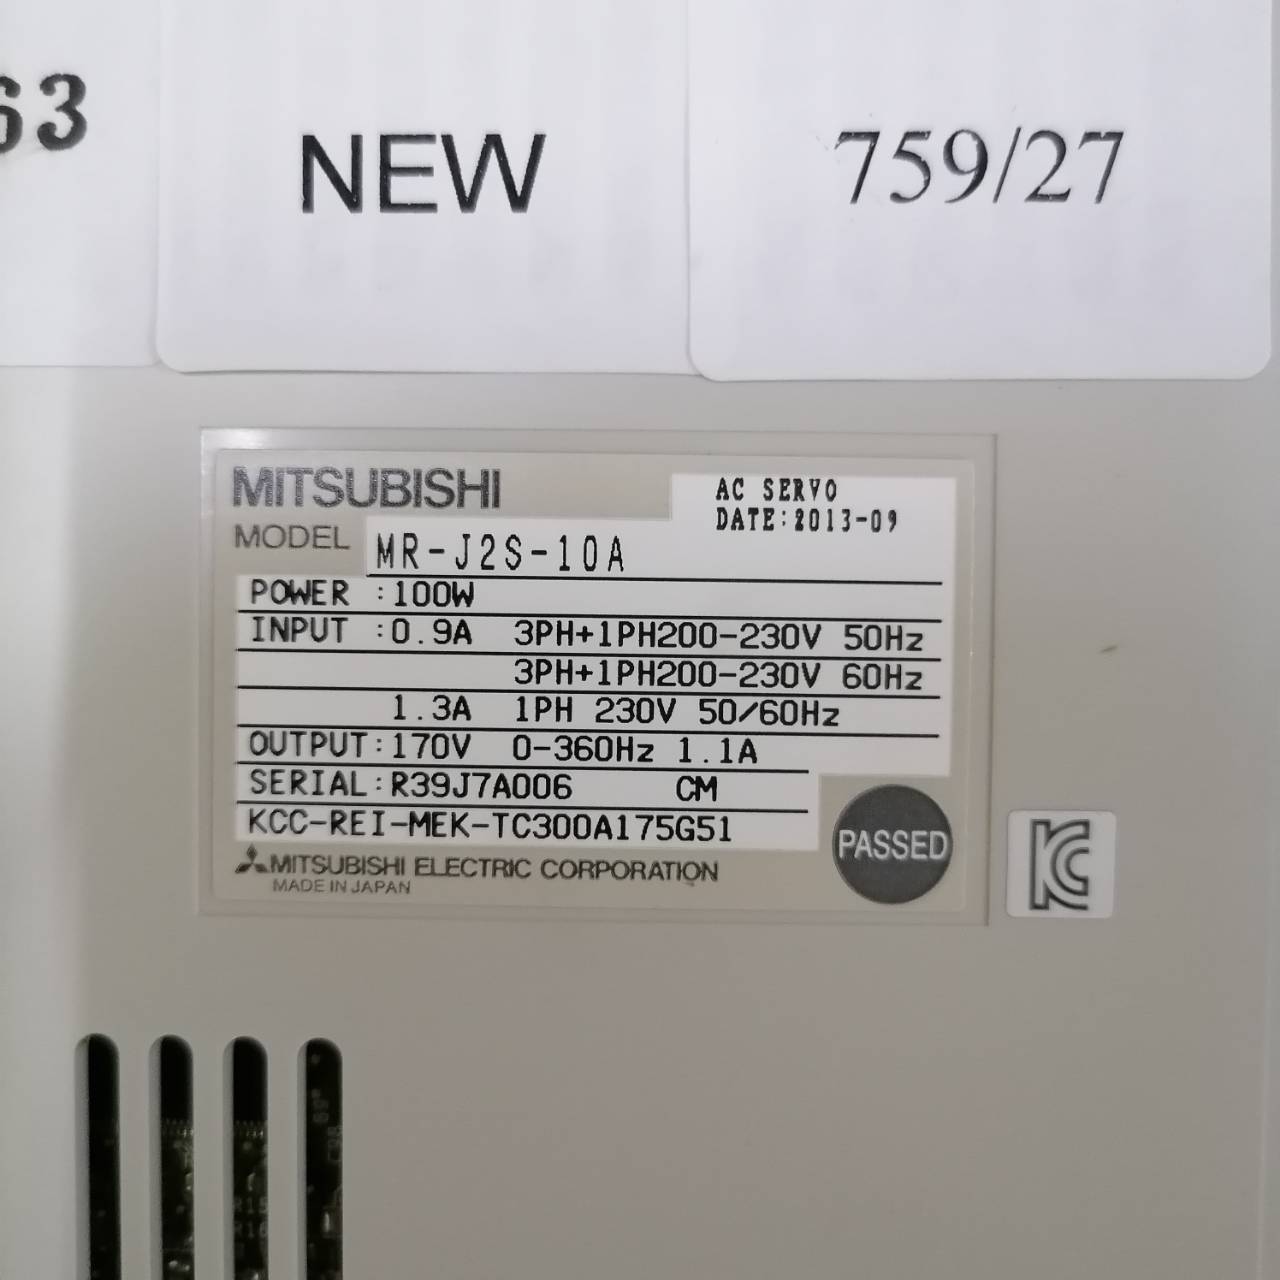 63
NEW
759/27
MITSUBISHI
AC SERVO
DATE:2013-09
MODEL MR-J2S-10A
POWER :100W
INPUT :0.9A 3PH+1PH200-230V 50Hz
3PH+1PH200-230V 60Hz
1.3A 1PH 230V 50/60Hz
OUTPUT:170V 0-360Hz 1.1A
SERIAL:R39J7A006 CM
KCC-REI-MEK-TC300A175G51
PASSED
MITSUBISHI ELECTRIC CORPORATION
MADE IN JAPAN
KC